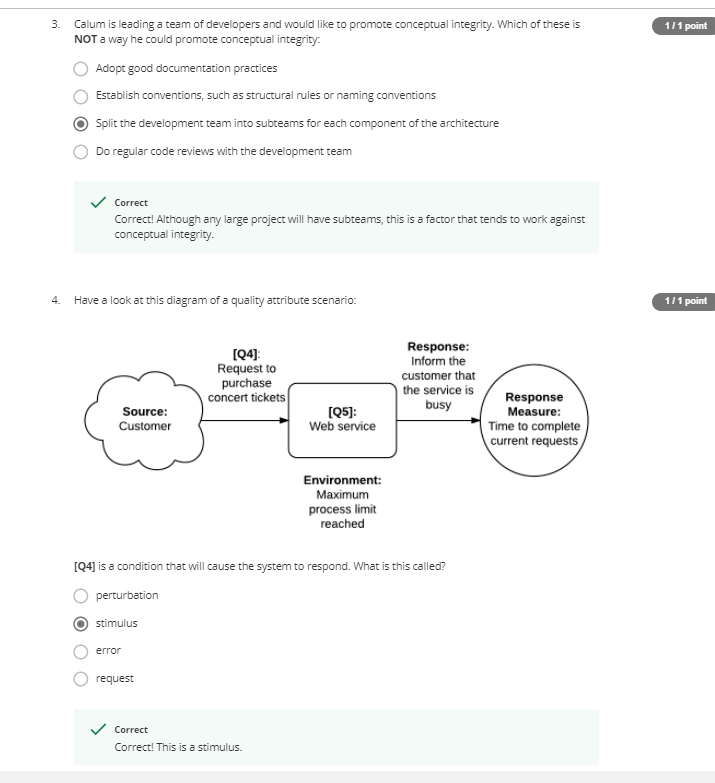 3. Calum is leading a team of developers and would like to promote conceptual integrity. Which of these is
1 / 1 point
NOT a way he could promote conceptual integrity:
Adopt good documentation practices
Establish conventions, such as structural rules or naming conventions
Split the development team into subteams for each component of the architecture
Do regular code reviews with the development team
Correct
Correct! Although any large project will have subteams, this is a factor that tends to work against
conceptual integrity.
4. Have a look at this diagram of a quality attribute scenario:
1 / 1 point
Source:
Customer
[Q4]:
Request to
purchase
concert tickets
[Q5]:
Web service
Environment:
Maximum
process limit
reached
Response:
Inform the
customer that
the service is
busy
Response
Measure:
Time to complete
current requests
[Q4] is a condition that will cause the system to respond. What is this called?
perturbation
stimulus
error
request
Correct
Correct! This is a stimulus.